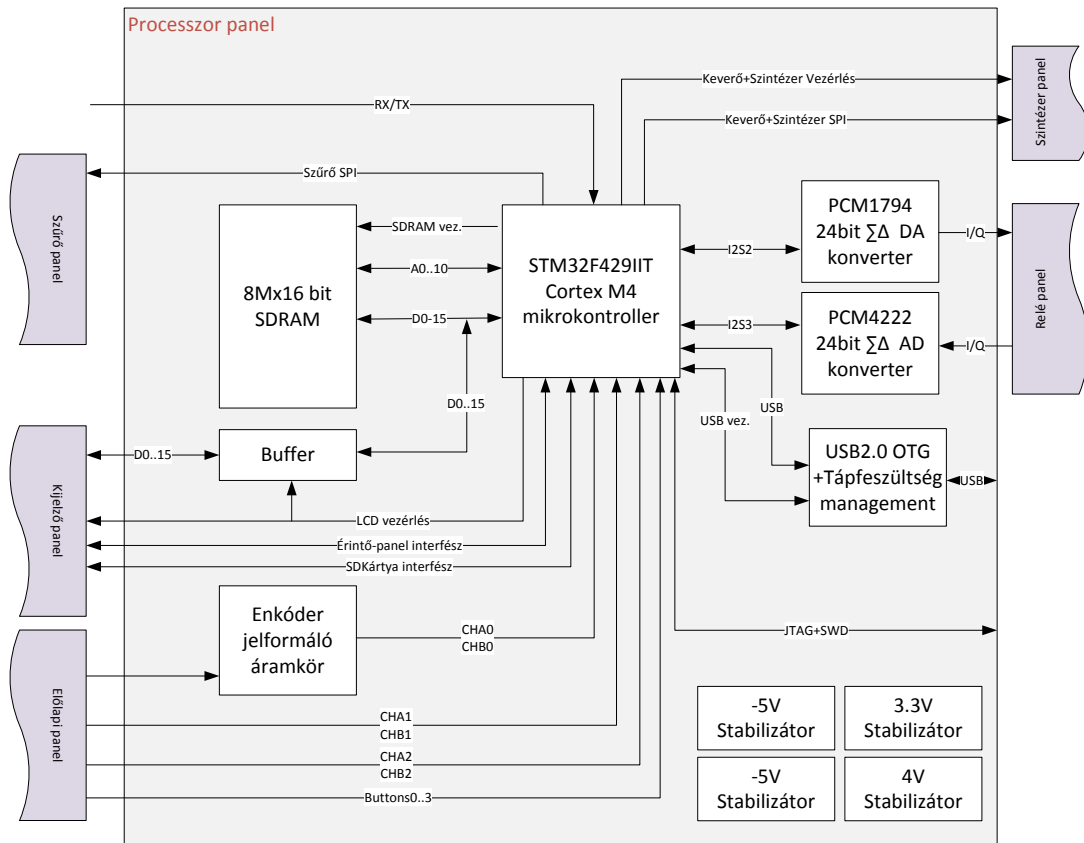 Processzor panel
Keverő+Szintézer Vezérlés
RX/TX
Keverő+Szintézer SPI
Szintézer panel
Szűrő SPI
Szűrő panel
8Mx16 bit
SDRAM
SDRAM vez.
A0..10
D0-15
STM32F429IIT
Cortex M4
mikrokontroller
I2S2
PCM1794
24bit ∑Δ DA
konverter
I/Q
Relé panel
I2S3
PCM4222
24bit ∑Δ AD
konverter
I/Q
D0..15
USB
USB vez.
USB2.0 OTG
+Tápfeszültség
management
USB
Kijelző panel
D0..15
Buffer
LCD vezérlés
Érintő-panel interfész
SDKártya interfész
Enkóder
jelformáló
áramkör
CHA0
CHB0
JTAG+SWD
Előlapi panel
CHA1
CHB1
CHA2
CHB2
Buttons0..3
-5V
Stabilizátor
3.3V
Stabilizátor
-5V
Stabilizátor
4V
Stabilizátor